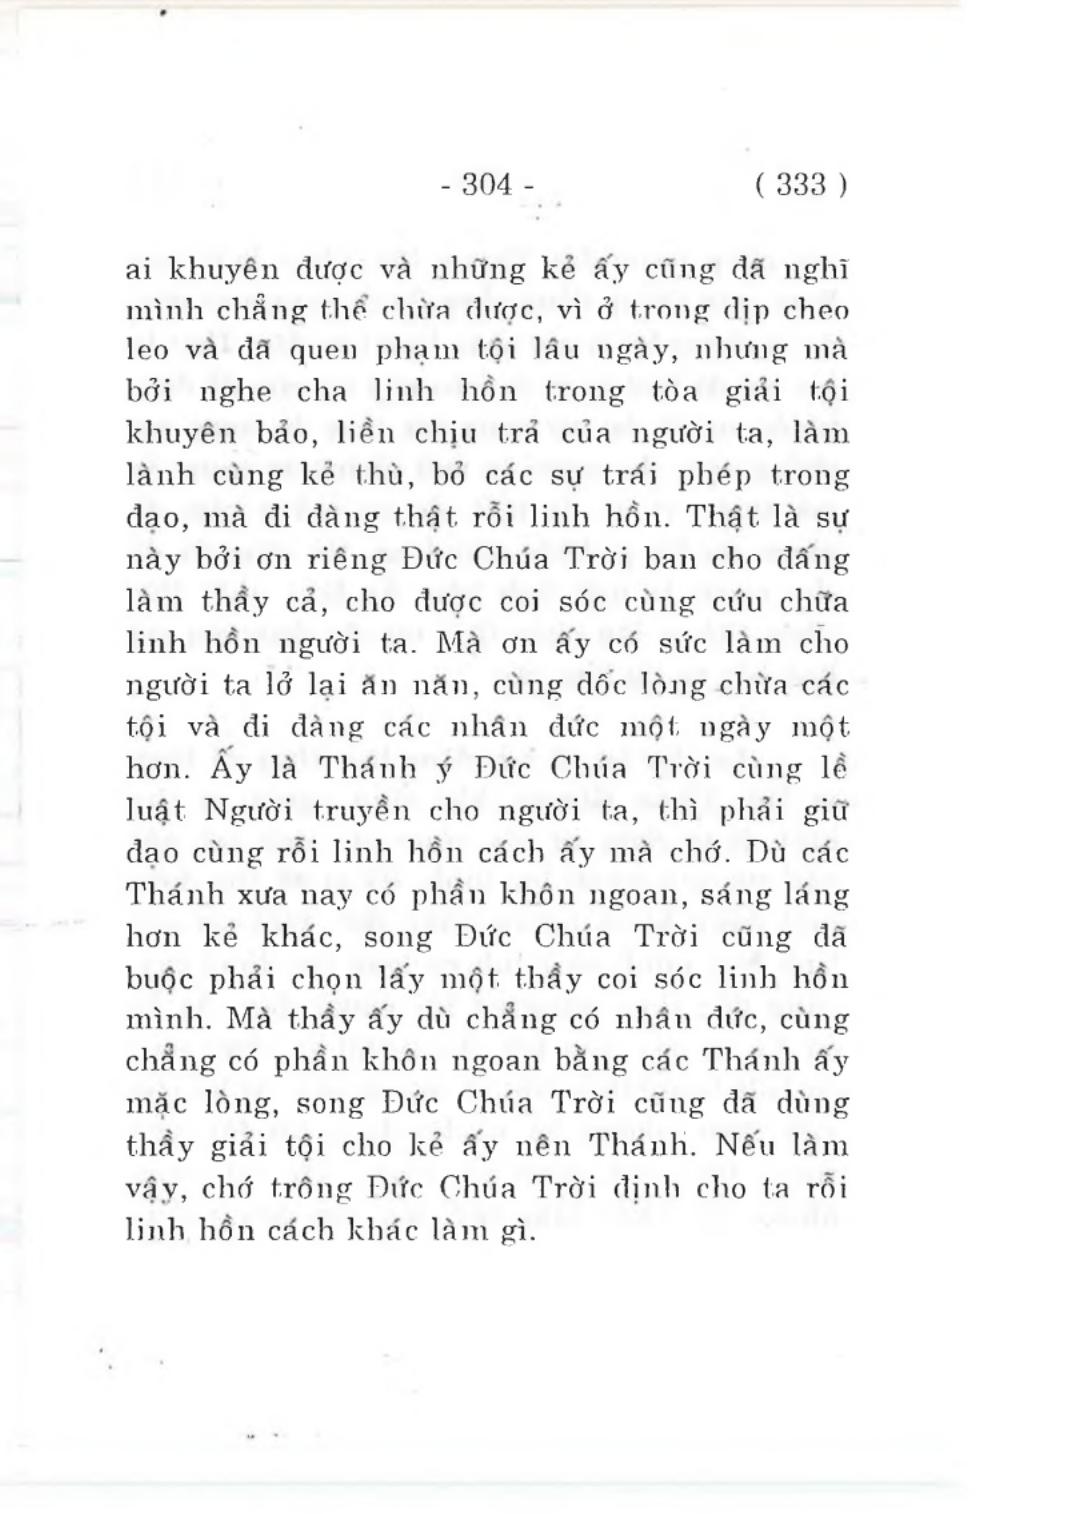 - 304 - ( 333 )
ai khuyên được và những kẻ ấy cũng đã nghĩ
mình chẳng thể chừa được, vì ở trong dịp cheo
leo và đã quen phạm tội lâu ngày, nhưng mà
bởi nghe cha linh hồn trong tòa giải tội
khuyên bảo, liền chịu trả của người ta, làm
lành cùng kẻ thù, bỏ các sự trái phép trong
đạo, mà đi đàng thật rỗi linh hồn. Thật là sự
này bởi ơn riêng Đức Chúa Trời ban cho đấng
làm thầy cả, cho được coi sóc cùng cứu chữa
linh hồn người ta. Mà ơn ấy có sức làm cho
người ta lở lại ăn năn, cùng dốc lòng chừa các
tội và đi đàng các nhân đức một ngày một
hơn. Ấy là Thánh ý Đức Chúa Trời cùng lề
luật Người truyền cho người ta, thì phải giữ
đạo cùng rỗi linh hồn cách ấy mà chớ. Dù các
Thánh xưa nay có phần khôn ngoan, sáng láng
hơn kẻ khác, song Đức Chúa Trời cũng đã
buộc phải chọn lấy một thầy coi sóc linh hồn
mình. Mà thầy ấy dù chẳng có nhân đức, cùng
chẳng có phần khôn ngoan bằng các Thánh ấy
mặc lòng, song Đức Chúa Trời cũng đã dùng
thầy giải tội cho kẻ ấy nên Thánh. Nếu làm
vậy, chớ trông Đức Chúa Trời định cho ta rỗi
linh hồn cách khác làm gì.